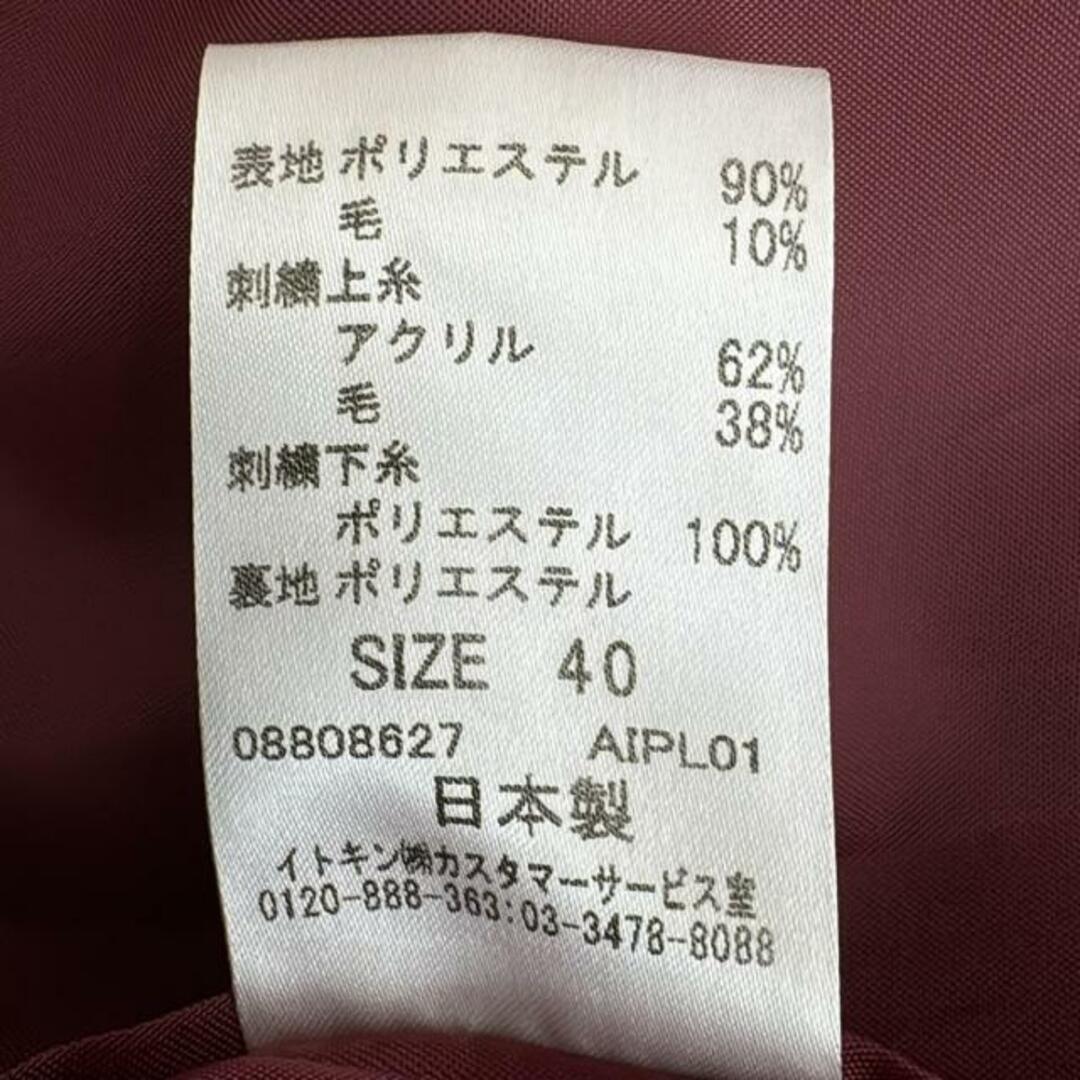 表地 ポリエステル 90%
毛 10%
刺繍上糸
アクリル 62%
毛 38%
刺繍下糸
ポリエステル 100%
裏地 ポリエステル
SIZE 40
08808627 AIPL01
日本製
イトキン㈱カスタマーサービス室
0120-888-363:03-3478-8088